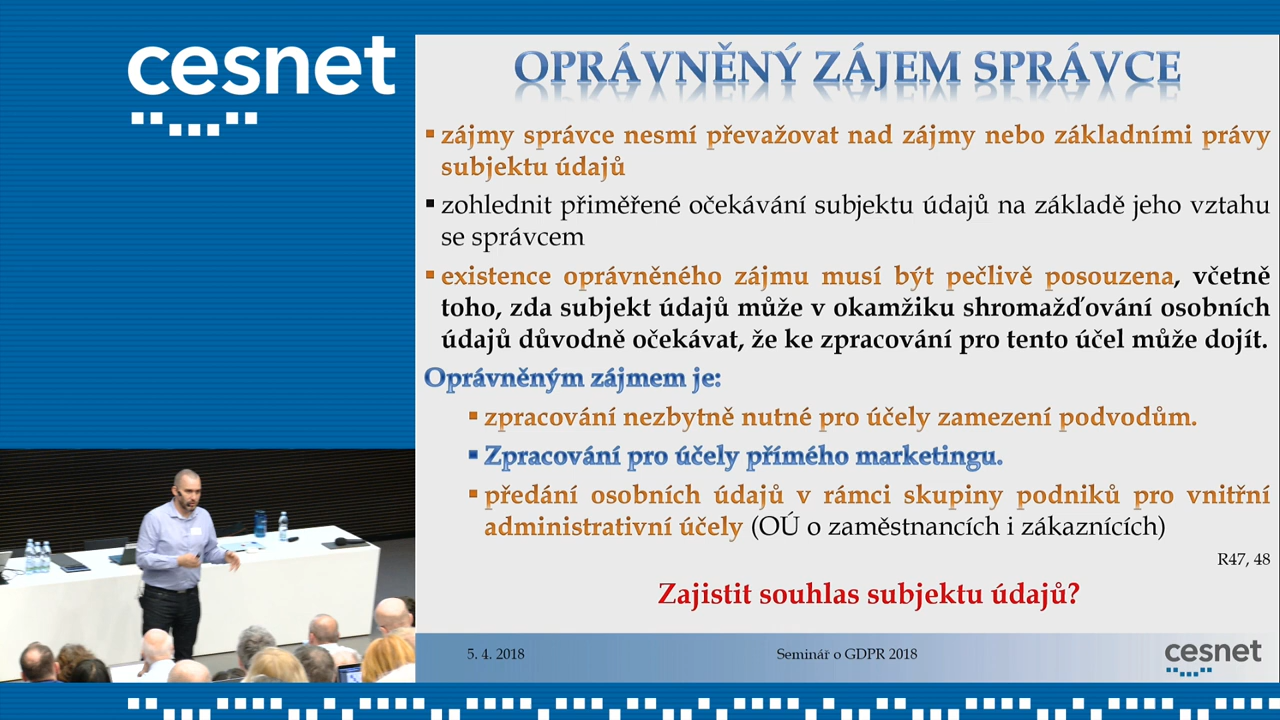 cesnet
OPRÁVNĚNÝ ZÁJEM SPRÁVCE
▪ zájmy správce nesmí převažovat nad zájmy nebo základními právy
subjektu údajů
▪ zohlednit přiměřené očekávání subjektu údajů na základě jeho vztahu
se správcem
▪ existence oprávněného zájmu musí být pečlivě posouzena, včetně
toho, zda subjekt údajů může v okamžiku shromažďování osobních
údajů důvodně očekávat, že ke zpracování pro tento účel může dojít.
Oprávněným zájmem je:
▪ zpracování nezbytně nutné pro účely zamezení podvodům.
▪ Zpracování pro účely přímého marketingu.
▪ předání osobních údajů v rámci skupiny podniků pro vnitřní
administrativní účely (OÚ o zaměstnancích i zákaznících)
R47, 48
Zajistit souhlas subjektu údajů?
5. 4. 2018
Seminář o GDPR 2018
cesnet